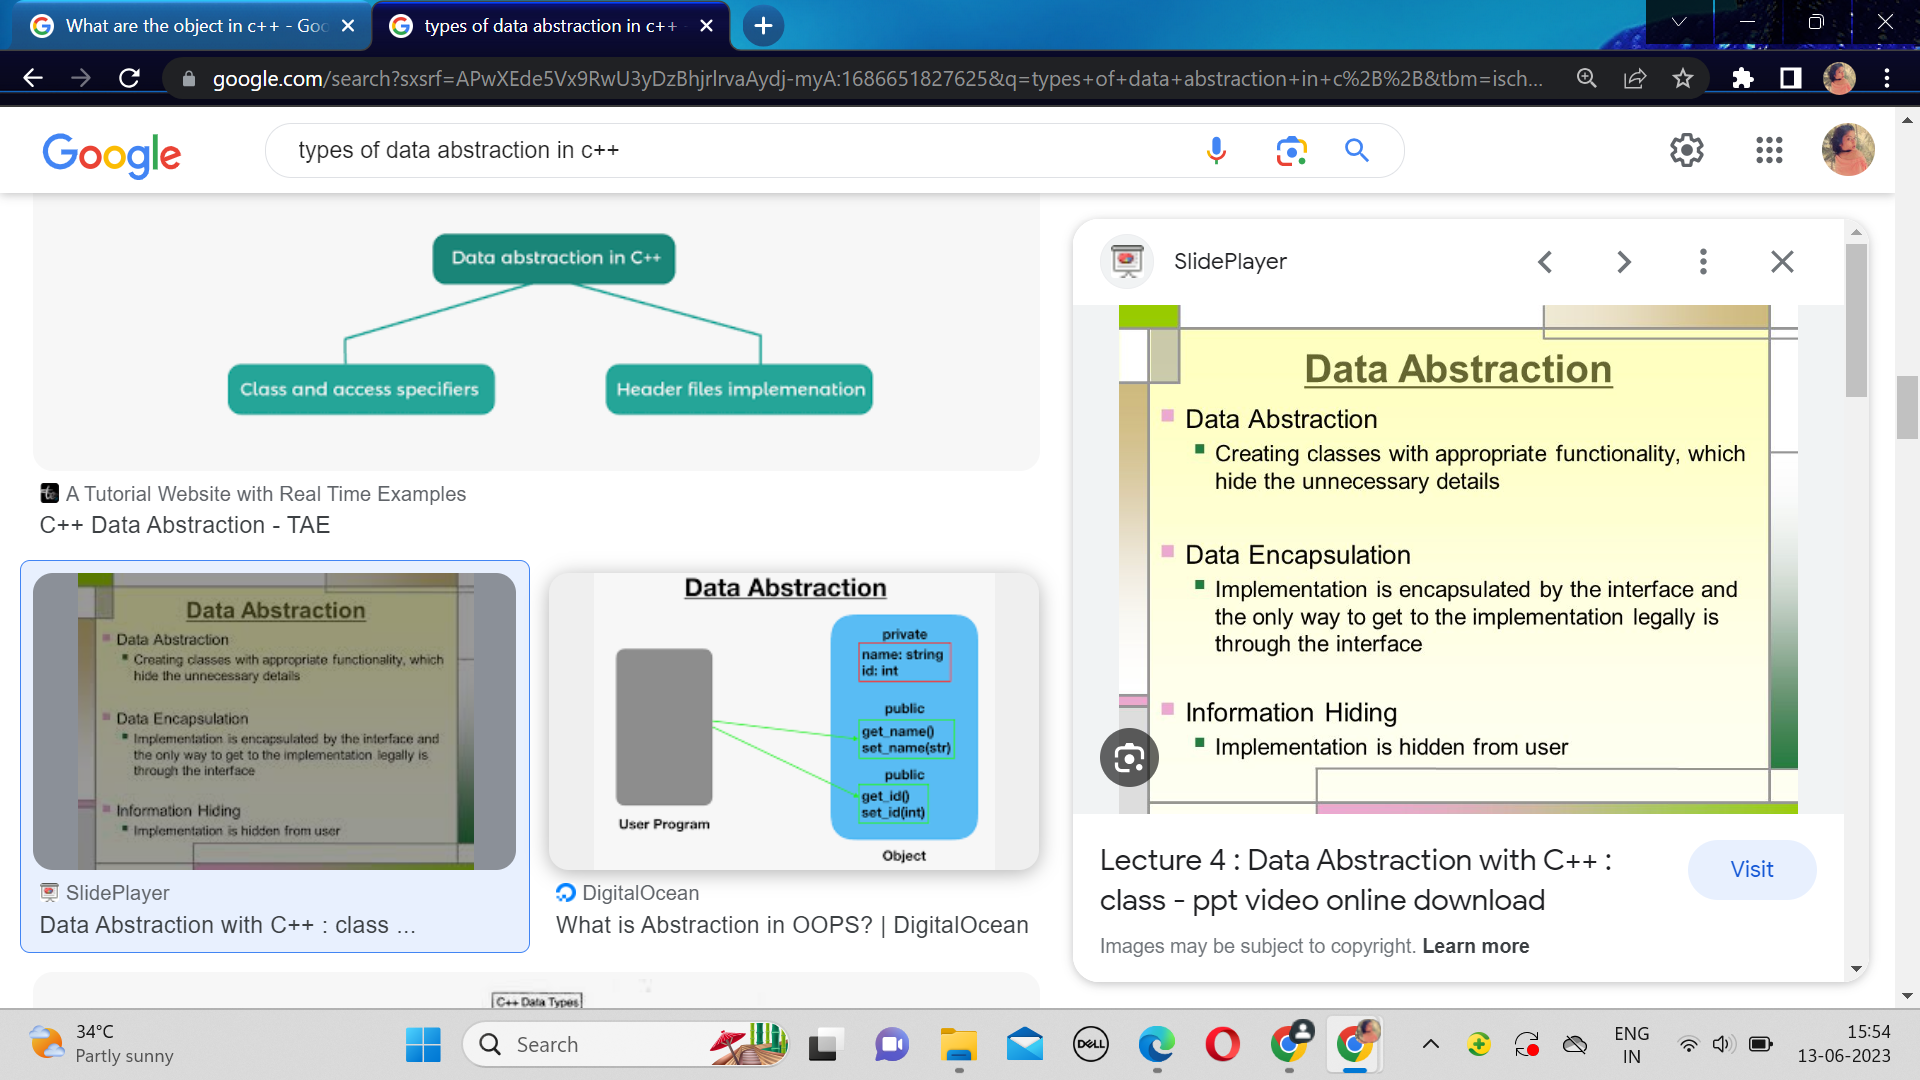 What are the object in c++ - Goo
types of data abstraction in c++ -
google.com/search?sxsrf=APwXEde5Vx9RwU3yDzBhjrIrvaAydj-myA:1686651827625&q=types+of+data+abstraction+in+c%2B%2B&tbm=isch...
Google
types of data abstraction in c++
Data abstraction in C++
Class and access specifiers
Header files implemenation
A Tutorial Website with Real Time Examples
C++ Data Abstraction - TAE
Data Abstraction
Data Abstraction
Creating classes with appropriate functionality, which
hide the unnecessary details
Data Encapsulation
Implementation is encapsulated by the interface and
the only way to get to the implementation legally is
through the interface
Information Hiding
Implementation is hidden from user
SlidePlayer
Data Abstraction with C++ : class ...
Data Abstraction
private
name: string
id: int
public
get_name()
set_name(str)
public
get_id()
set_id(int)
User Program
Object
DigitalOcean
What is Abstraction in OOPS? | DigitalOcean
C++ Data Types
SlidePlayer
Data Abstraction
Data Abstraction
Creating classes with appropriate functionality, which
hide the unnecessary details
Data Encapsulation
Implementation is encapsulated by the interface and
the only way to get to the implementation legally is
through the interface
Information Hiding
Implementation is hidden from user
Lecture 4 : Data Abstraction with C++ :
class - ppt video online download
Visit
Images may be subject to copyright. Learn more
34°C
Partly sunny
Search
DELL
ENG
IN
15:54
13-06-2023